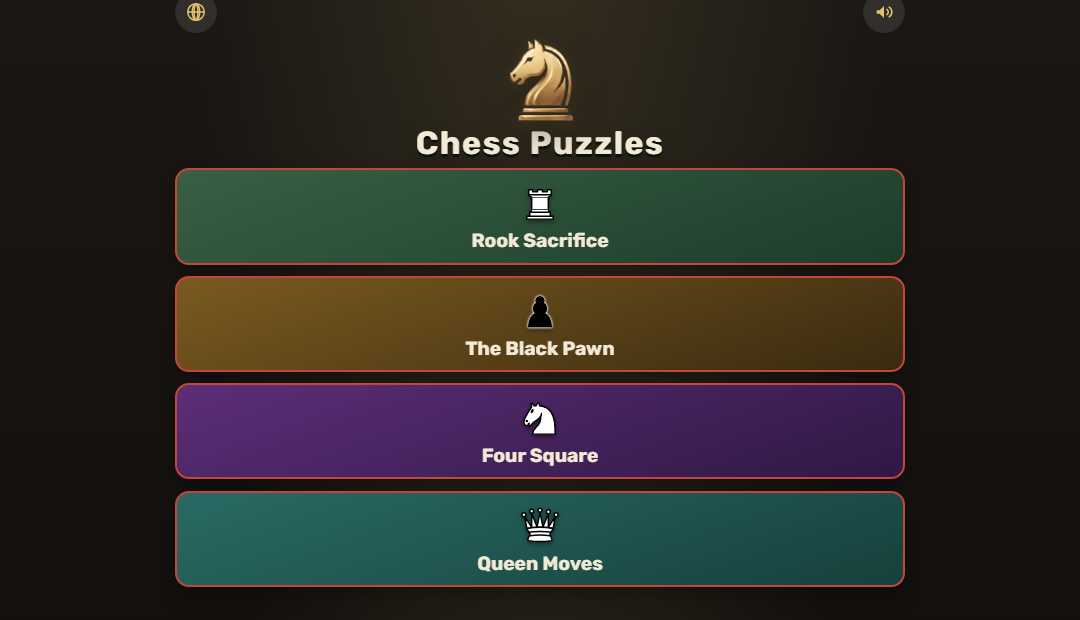 Chess Puzzles
Rook Sacrifice
The Black Pawn
Four Square
Queen Moves